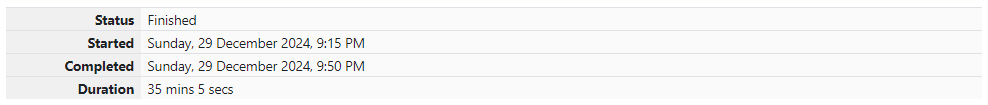 Status Finished
Started Sunday, 29 December 2024, 9:15 PM
Completed Sunday, 29 December 2024, 9:50 PM
Duration 35 mins 5 secs